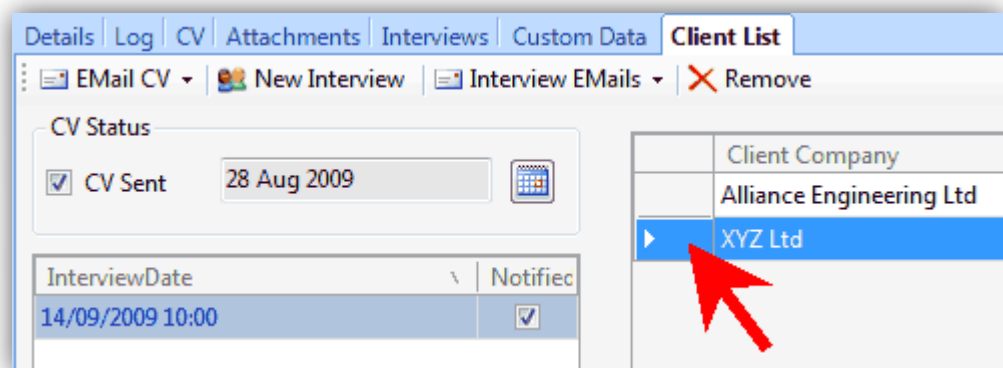 Details Log CV Attachments Interviews Custom Data Client List
EMail CV New Interview Interview EMails Remove
CV Status
CV Sent 28 Aug 2009
InterviewDate Notified
14/09/2009 10:00
Client Company
Alliance Engineering Ltd
XYZ Ltd